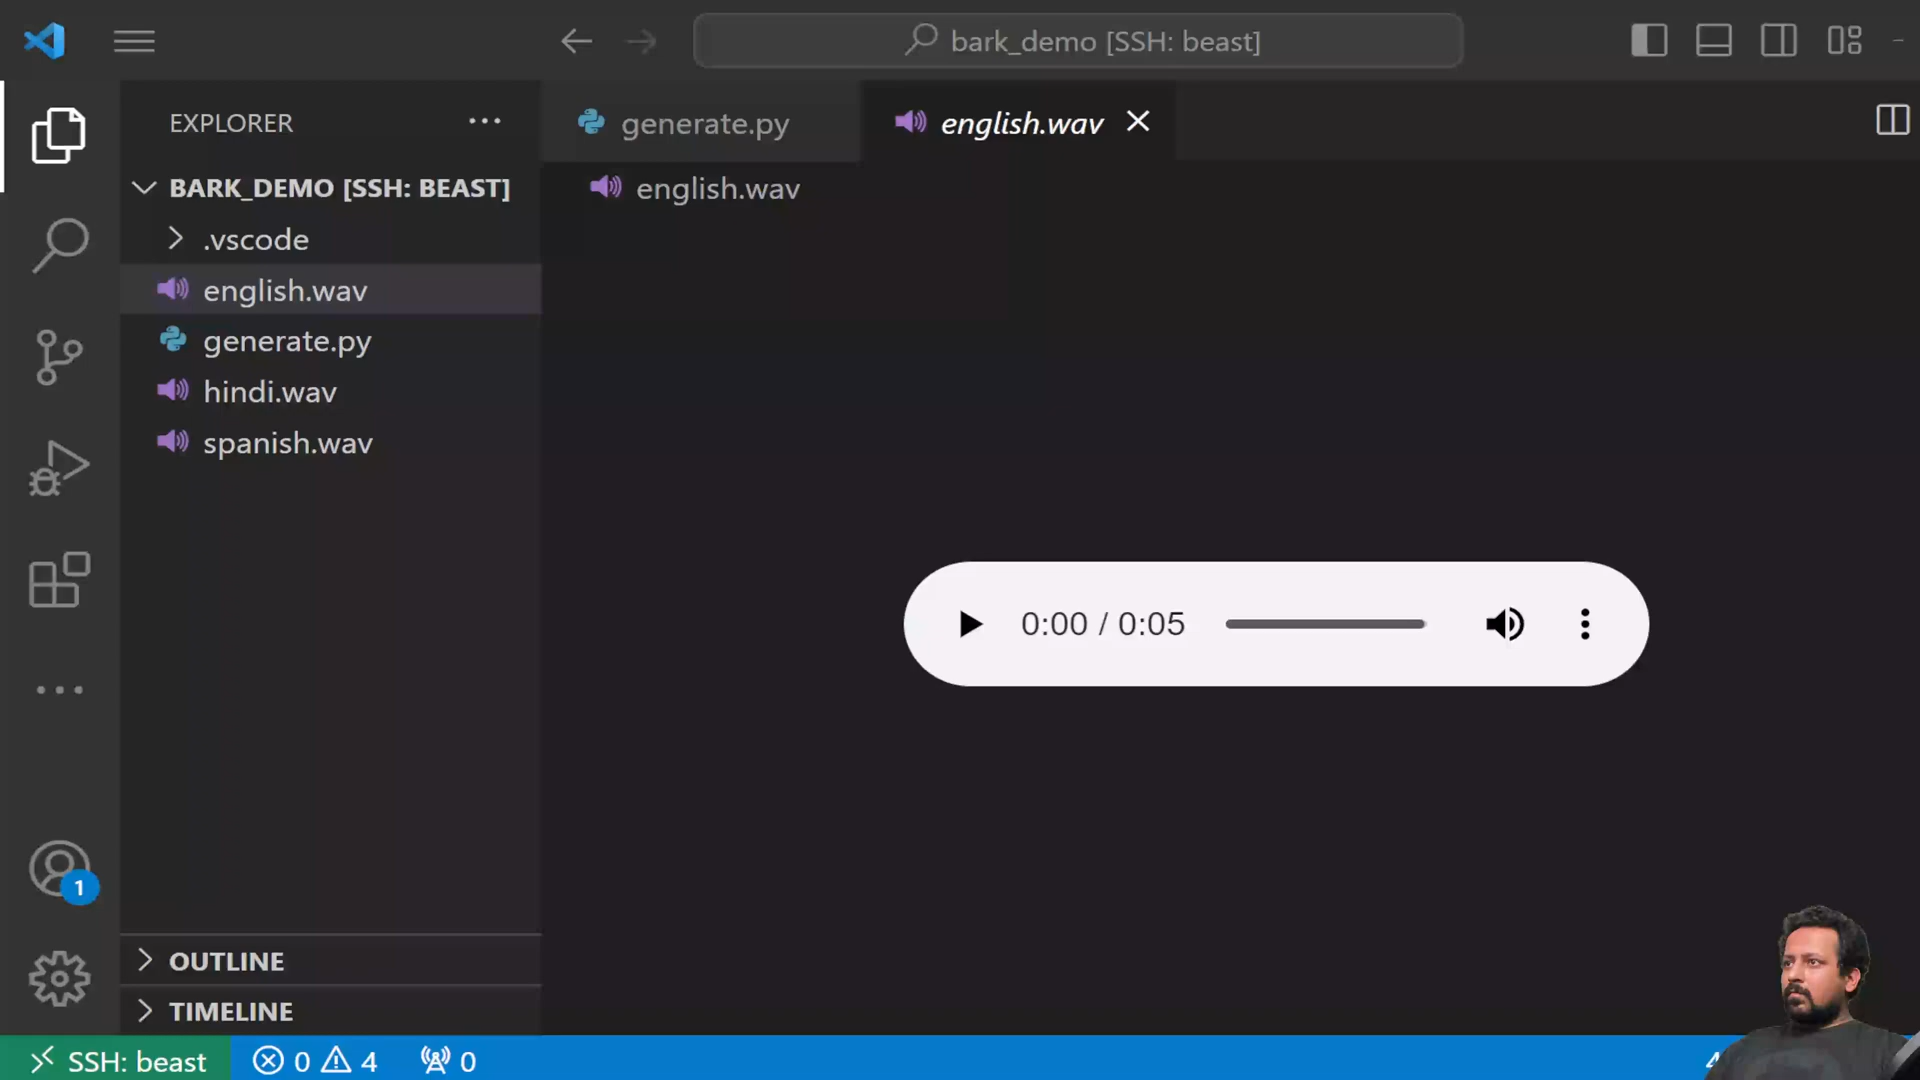 bark_demo [SSH: beast]
EXPLORER
generate.py
english.wav
BARK_DEMO [SSH: BEAST]
english.wav
.vscode
english.wav
generate.py
hindi.wav
spanish.wav
0:00 / 0:05
1
OUTLINE
TIMELINE
SSH: beast
0
4
0